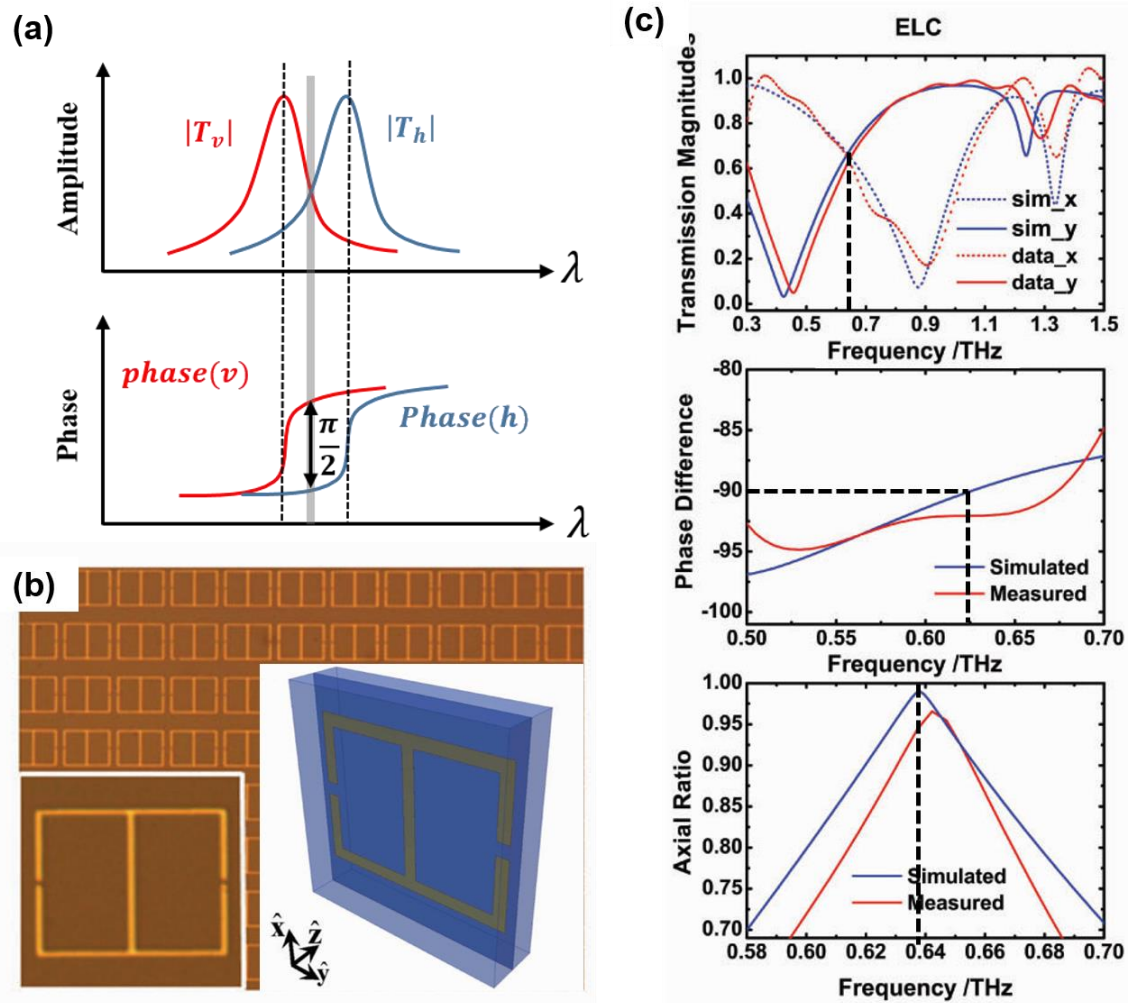 (a)
Amplitude
|T_v|
|T_h|
λ
Phase
phase(v)
Phase(h)
π
2
λ
(b)
x̂
ẑ
ŷ
(c)
ELC
Transmission Magnitudes
1.0
0.8
0.6
0.4
0.2
0.0
sim_x
sim_y
data_x
data_y
0.3 0.7 0.9 1.1 1.3 1.5
Frequency /THz
Phase Difference
-80
-85
-90
-95
-100
Simulated
Measured
0.50 0.55 0.60 0.65 0.70
Frequency /THz
Axial Ratio
1.00
0.95
0.90
0.85
0.80
0.75
0.70
Simulated
Measured
0.58 0.60 0.62 0.64 0.66 0.68 0.70
Frequency /THz